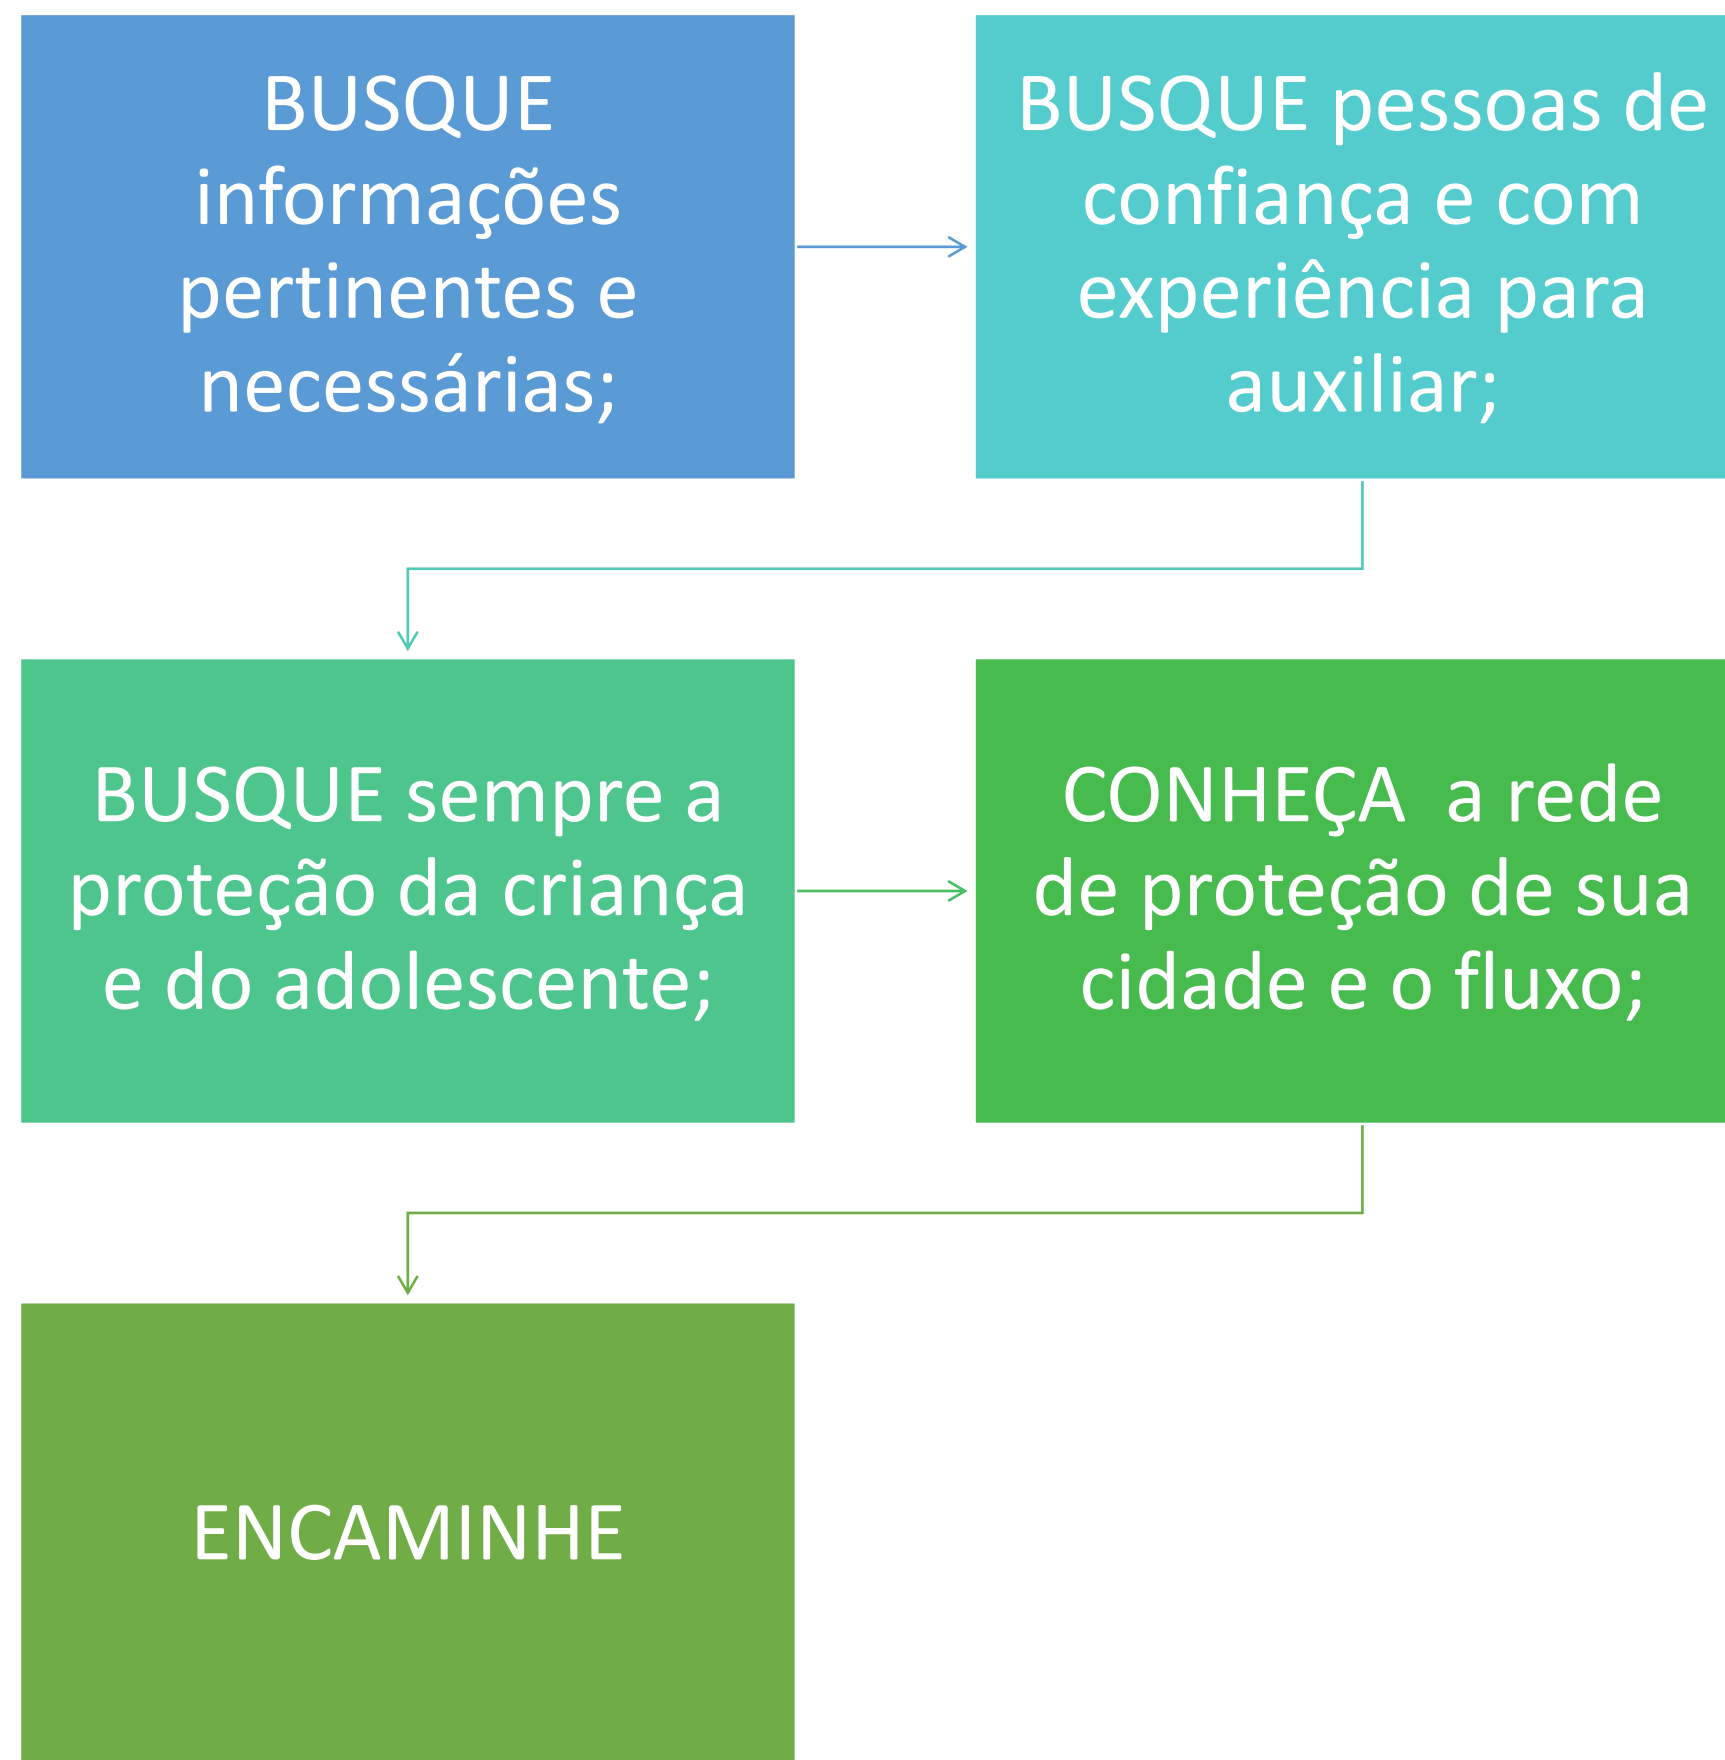 BUSQUE
informações
pertinentes e
necessárias;
BUSQUE pessoas de
confiança e com
experiência para
auxiliar;
BUSQUE sempre a
proteção da criança
e do adolescente;
CONHEÇA  a rede
de proteção de sua
cidade e o fluxo;
ENCAMINHE